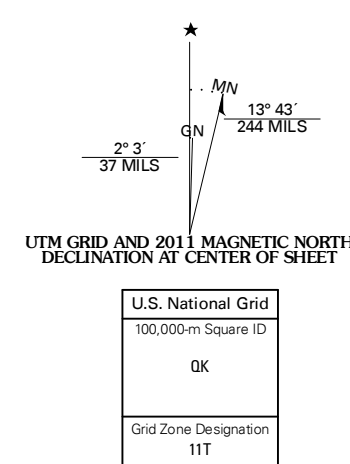 ★
MN
GN
13° 43´
244 MILS
2° 3´
37 MILS
UTM GRID AND 2011 MAGNETIC NORTH
DECLINATION AT CENTER OF SHEET
U.S. National Grid
100,000-m Square ID
QK
Grid Zone Designation
11T